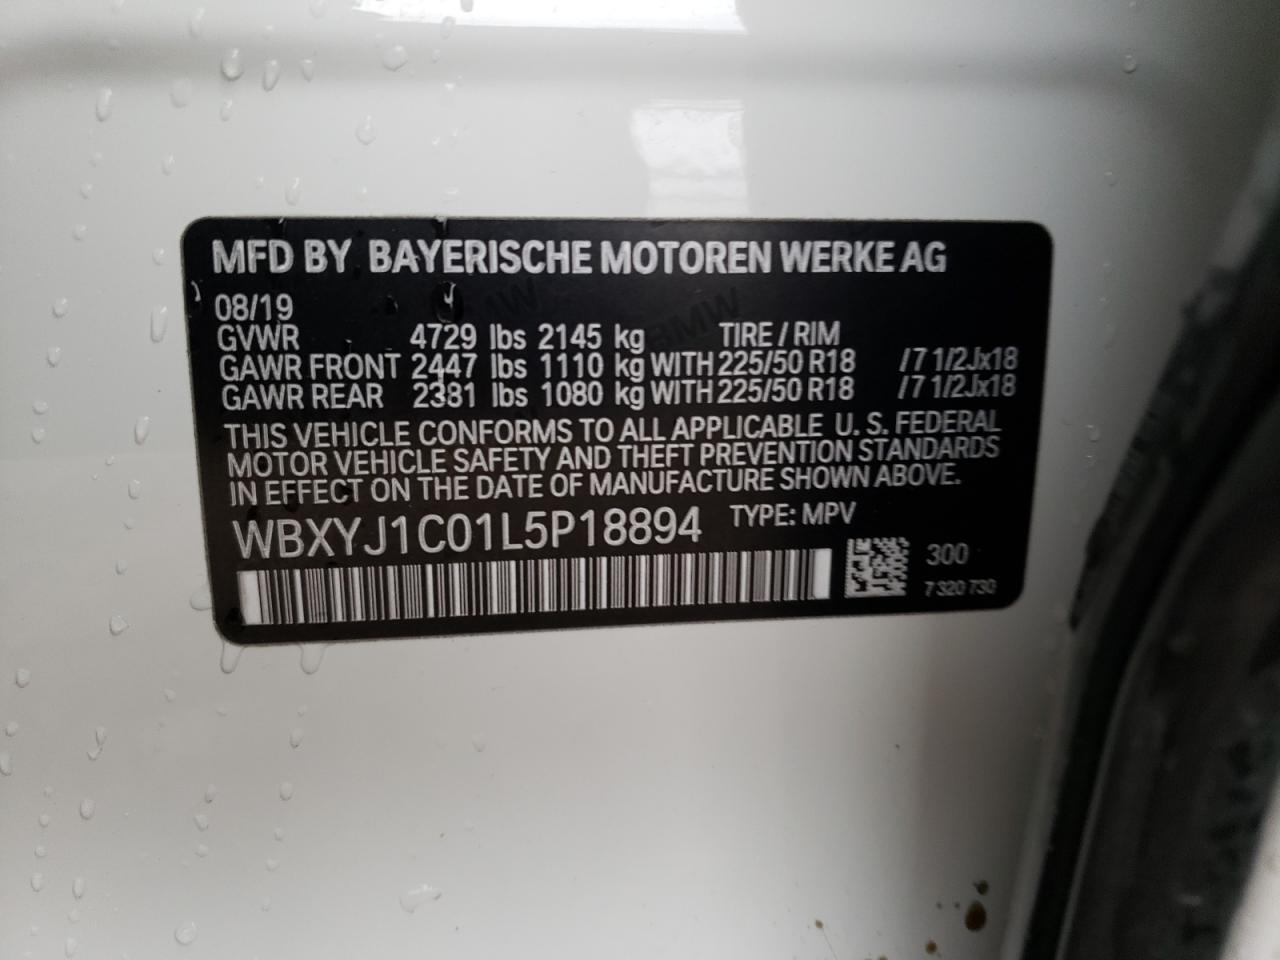 MFD BY BAYERISCHE MOTOREN WERKE AG
08/19
GVWR 4729 lbs 2145 kg TIRE / RIM
GAWR FRONT 2447 lbs 1110 kg WITH 225/50 R18 /7 1/2Jx18
GAWR REAR 2381 lbs 1080 kg WITH 225/50 R18 /7 1/2Jx18
THIS VEHICLE CONFORMS TO ALL APPLICABLE U. S. FEDERAL
MOTOR VEHICLE SAFETY AND THEFT PREVENTION STANDARDS
IN EFFECT ON THE DATE OF MANUFACTURE SHOWN ABOVE.
WBXYJ1C01L5P18894 TYPE: MPV
300
7 320 730
BMW